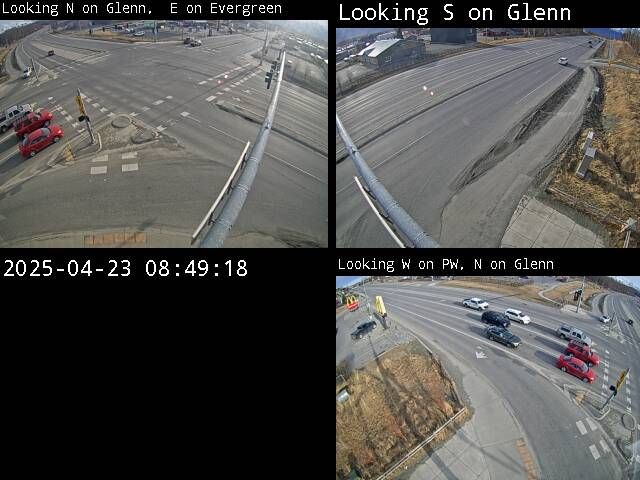 Looking N on Glenn,  E on Evergreen
Looking S on Glenn
2025-04-23 08:49:18
Looking W on PW, N on Glenn